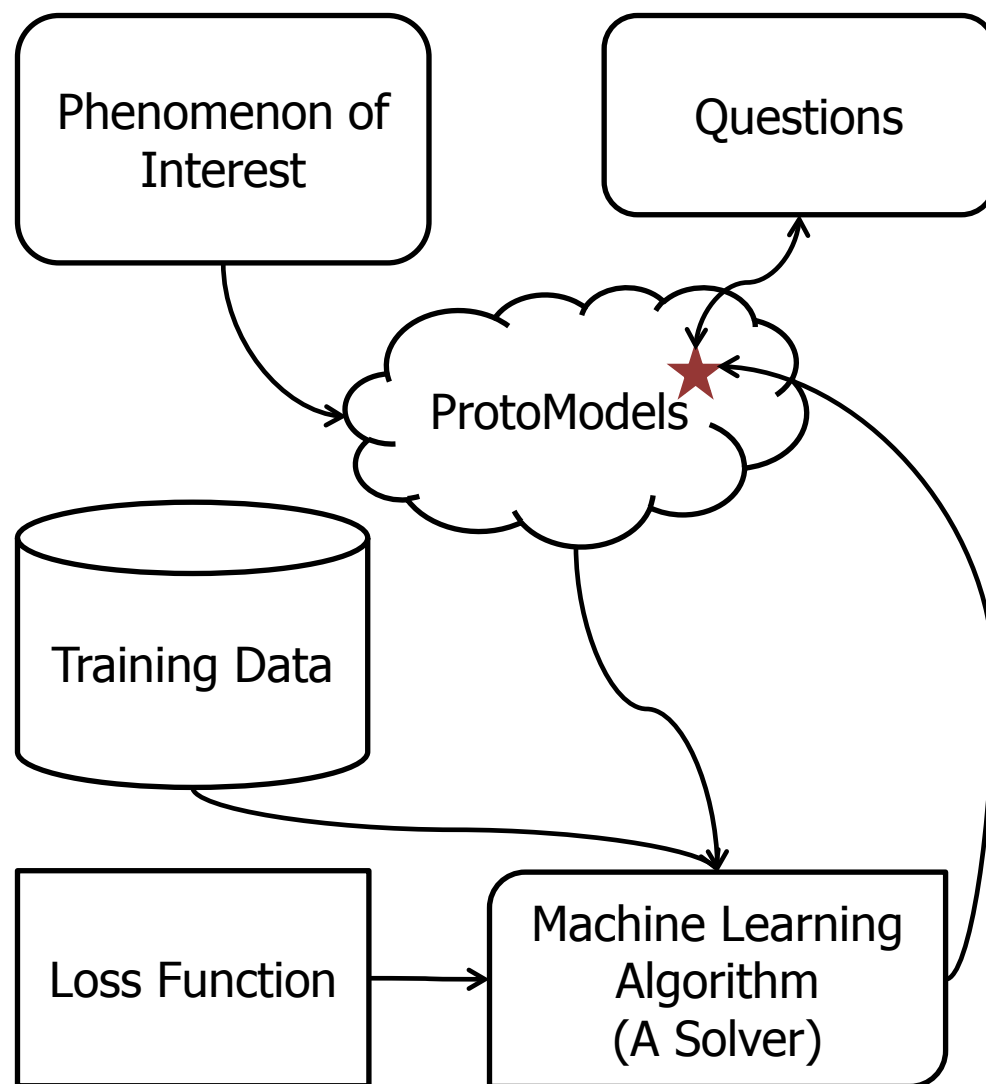 Phenomenon of
Interest
Questions
ProtoModels
Training Data
Loss Function
Machine Learning
Algorithm
(A Solver)